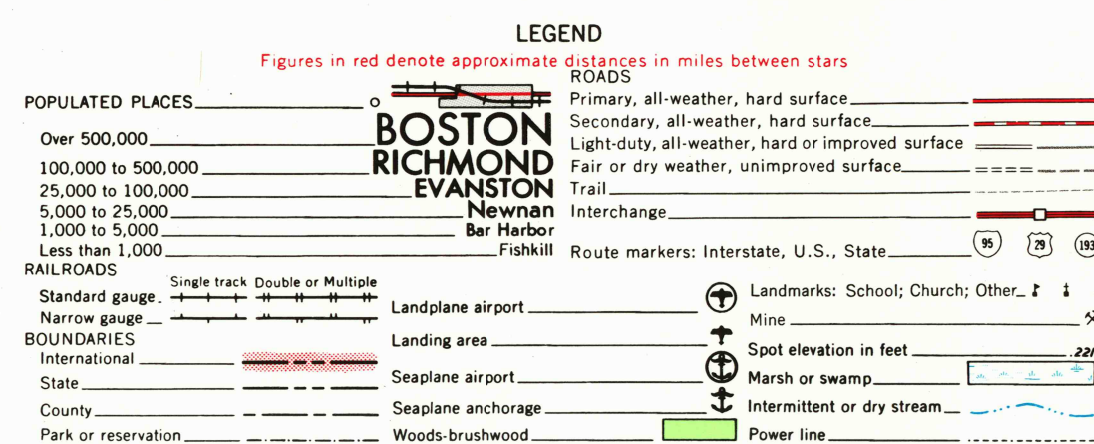 LEGEND
Figures in red denote approximate distances in miles between stars
POPULATED PLACES
Over 500,000 BOSTON
100,000 to 500,000 RICHMOND
25,000 to 100,000 EVANSTON
5,000 to 25,000 Newnan
1,000 to 5,000 Bar Harbor
Less than 1,000 Fishkill
RAILROADS
Single track Double or Multiple
Standard gauge
Narrow gauge
BOUNDARIES
International
State
County
Park or reservation
Landplane airport
Landing area
Seaplane airport
Seaplane anchorage
Woods-brushwood
ROADS
Primary, all-weather, hard surface
Secondary, all-weather, hard surface
Light-duty, all-weather, hard or improved surface
Fair or dry weather, unimproved surface
Trail
Interchange
Route markers: Interstate, U.S., State 95 29 193
Landmarks: School; Church; Other
Mine
Spot elevation in feet
Marsh or swamp
Intermittent or dry stream
Power line